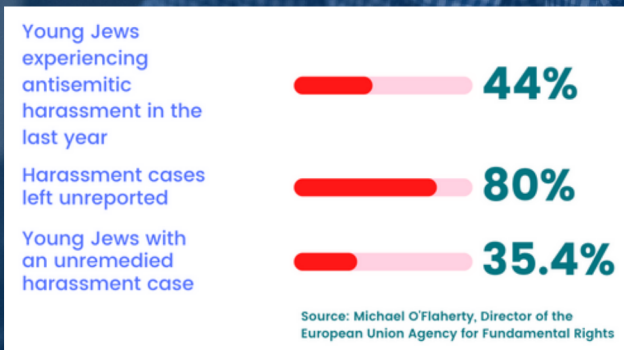 Young Jews
experiencing
antisemitic
harassment in the
last year
44%
Harassment cases
left unreported
80%
Young Jews with
an unremedied
harassment case
35.4%
Source: Michael O'Flaherty, Director of the
European Union Agency for Fundamental Rights